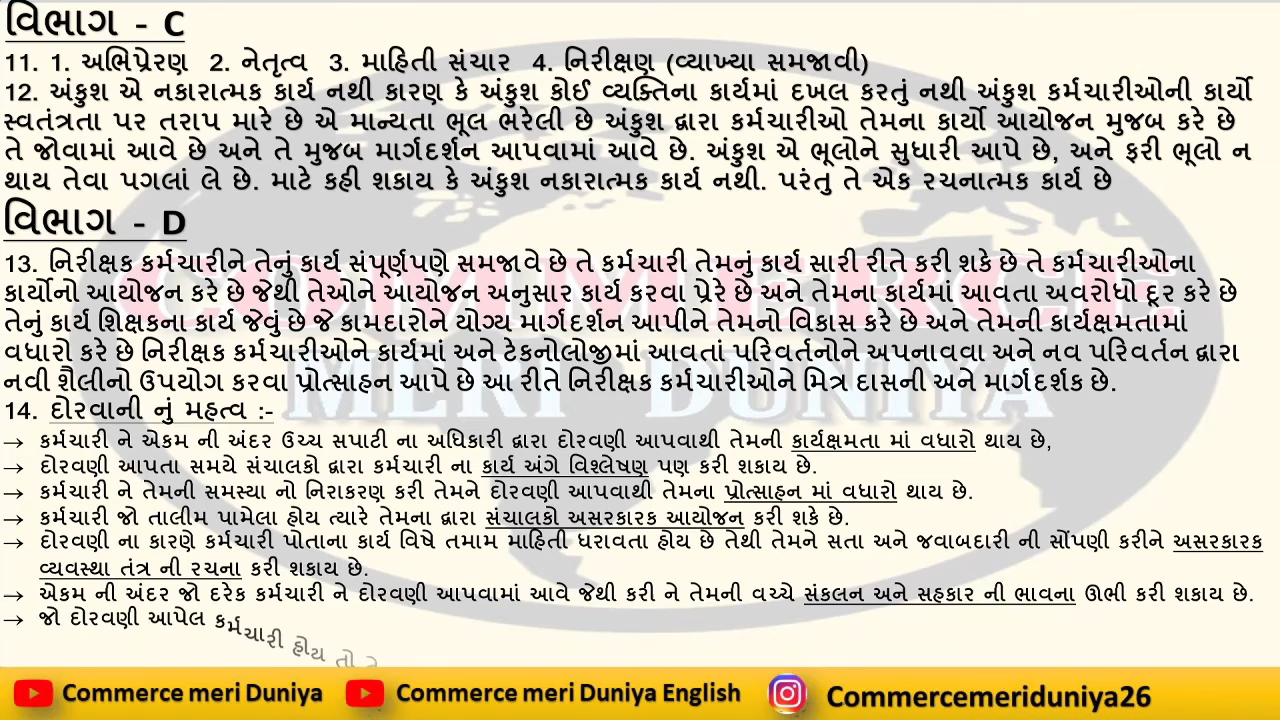 વિભાગ - C
11. 1. અભિપ્રેરણ 2. નેતૃત્વ 3. માહિતી સંચાર 4. નિરીક્ષણ (વ્યાખ્યા સમજાવી)
12. અંકુશ એ નકારાત્મક કાર્ય નથી કારણ કે અંકુશ કોઈ વ્યક્તિના કાર્યમાં દખલ કરતું નથી અંકુશ કર્મચારીઓની કાર્યો
સ્વતંત્રતા પર તરાપ મારે છે એ માન્યતા ભૂલ ભરેલી છે અંકુશ દ્વારા કર્મચારીઓ તેમના કાર્યો આયોજન મુજબ કરે છે
તે જોવામાં આવે છે અને તે મુજબ માર્ગદર્શન આપવામાં આવે છે. અંકુશ એ ભૂલોને સુધારી આપે છે, અને ફરી ભૂલો ન
થાય તેવા પગલાં લે છે. માટે કહી શકાય કે અંકુશ નકારાત્મક કાર્ય નથી. પરંતુ તે એક રચનાત્મક કાર્ય છે
વિભાગ - D
13. નિરીક્ષક કર્મચારીને તેનું કાર્ય સંપૂર્ણપણે સમજાવે છે તે કર્મચારી તેમનું કાર્ય સારી રીતે કરી શકે છે તે કર્મચારીઓના
કાર્યોનો આયોજન કરે છે જેથી તેઓને આયોજન અનુસાર કાર્ય કરવા પ્રેરે છે અને તેમના કાર્યમાં આવતા અવરોધો દૂર કરે છે
તેનું કાર્ય શિક્ષકના કાર્ય જેવું છે જે કામદારોને યોગ્ય માર્ગદર્શન આપીને તેમનો વિકાસ કરે છે અને તેમની કાર્યક્ષમતામાં
વધારો કરે છે નિરીક્ષક કર્મચારીઓને કાર્યમાં અને ટેકનોલોજીમાં આવતાં પરિવર્તનોને અપનાવવા અને નવ પરિવર્તન દ્વારા
નવી શૈલીનો ઉપયોગ કરવા પ્રોત્સાહન આપે છે આ રીતે નિરીક્ષક કર્મચારીઓને મિત્ર દાસની અને માર્ગદર્શક છે.
14. દોરવાની નું મહત્વ :-
→ કર્મચારી ને એકમ ની અંદર ઉચ્ચ સપાટી ના અધિકારી દ્વારા દોરવણી આપવાથી તેમની કાર્યક્ષમતા માં વધારો થાય છે,
→ દોરવણી આપતા સમયે સંચાલકો દ્વારા કર્મચારી ના કાર્ય અંગે વિશ્લેષણ પણ કરી શકાય છે.
→ કર્મચારી ને તેમની સમસ્યા નો નિરાકરણ કરી તેમને દોરવણી આપવાથી તેમના પ્રોત્સાહન માં વધારો થાય છે.
→ કર્મચારી જો તાલીમ પામેલા હોય ત્યારે તેમના દ્વારા સંચાલકો અસરકારક આયોજન કરી શકે છે.
→ દોરવણી ના કારણે કર્મચારી પોતાના કાર્ય વિષે તમામ માહિતી ધરાવતા હોય છે તેથી તેમને સતા અને જવાબદારી ની સોંપણી કરીને અસરકારક
વ્યવસ્થા તંત્ર ની રચના કરી શકાય છે.
→ એકમ ની અંદર જો દરેક કર્મચારી ને દોરવણી આપવામાં આવે જેથી કરી ને તેમની વચ્ચે સંકલન અને સહકાર ની ભાવના ઊભી કરી શકાય છે.
→ જો દોરવણી આપેલ કર્મચારી હોય તો
COMMERCE
MERI DUNIYA
Commerce meri Duniya Commerce meri Duniya English Commercemeriduniya26